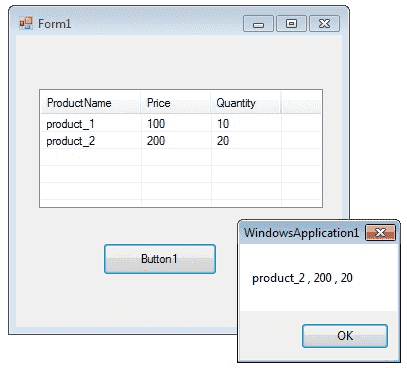 Form1
ProductName Price Quantity
product_1 100 10
product_2 200 20
Button1
WindowsApplication1
product_2 , 200 , 20
OK